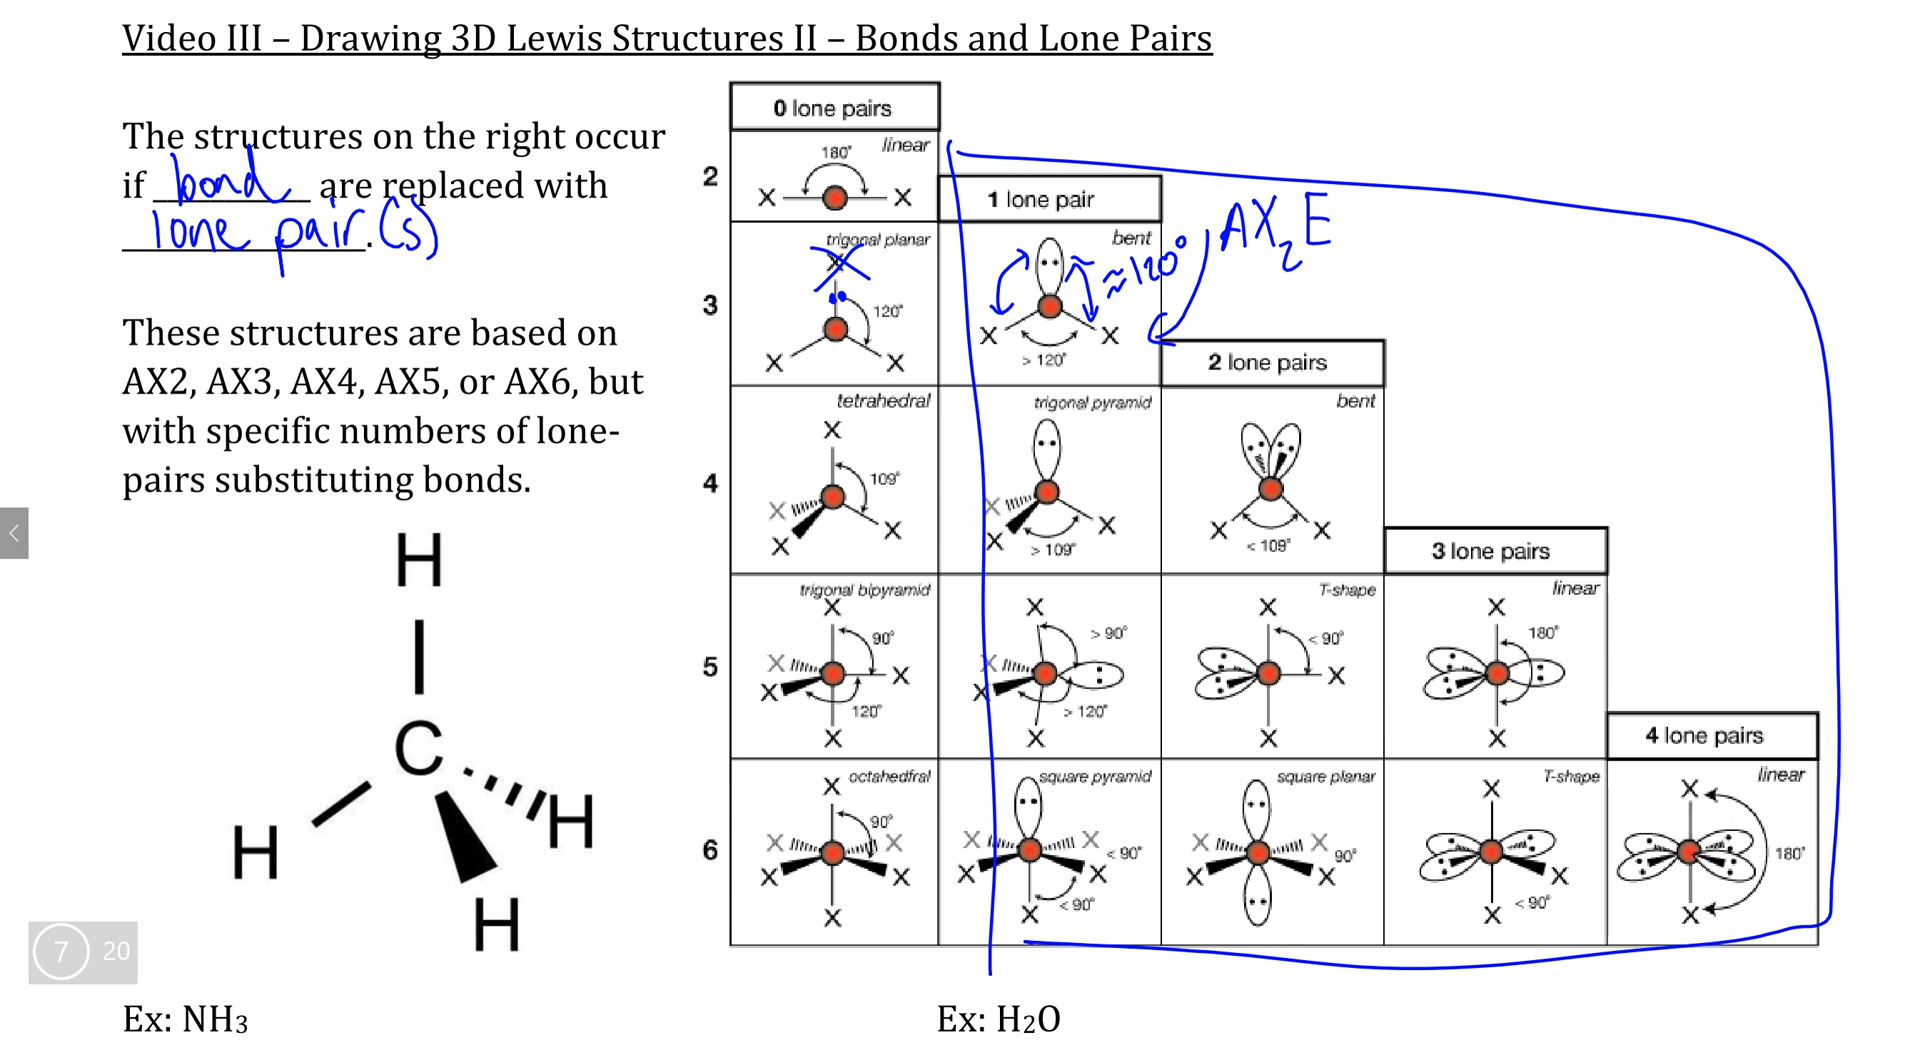 Video III – Drawing 3D Lewis Structures II – Bonds and Lone Pairs
The structures on the right occur
if bond are replaced with
lone pair.(s)
These structures are based on
AX2, AX3, AX4, AX5, or AX6, but
with specific numbers of lone-
pairs substituting bonds.
H
C
H
H
H
0 lone pairs
2
linear
180°
X X
1 lone pair
AX₂E
3
trigonal planar
X
120°
X X
bent
≈120°
X X
> 120°
2 lone pairs
4
tetrahedral
X
109°
X
X
X
trigonal pyramid
X
X
X
> 109°
bent
X X
< 109°
3 lone pairs
5
trigonal bipyramid
X
90°
X
X
X
120°
X
X
> 90°
X
X
> 120°
X
T-shape
X
< 90°
X
X
linear
X
180°
X
4 lone pairs
6
octahedfral
X
90°
X X
X X
X
square pyramid
X X
< 90°
X X
< 90°
X
square planar
X X
90°
X X
T-shape
X
X
< 90°
X
linear
X
180°
X
7 20
Ex: NH3
Ex: H2O